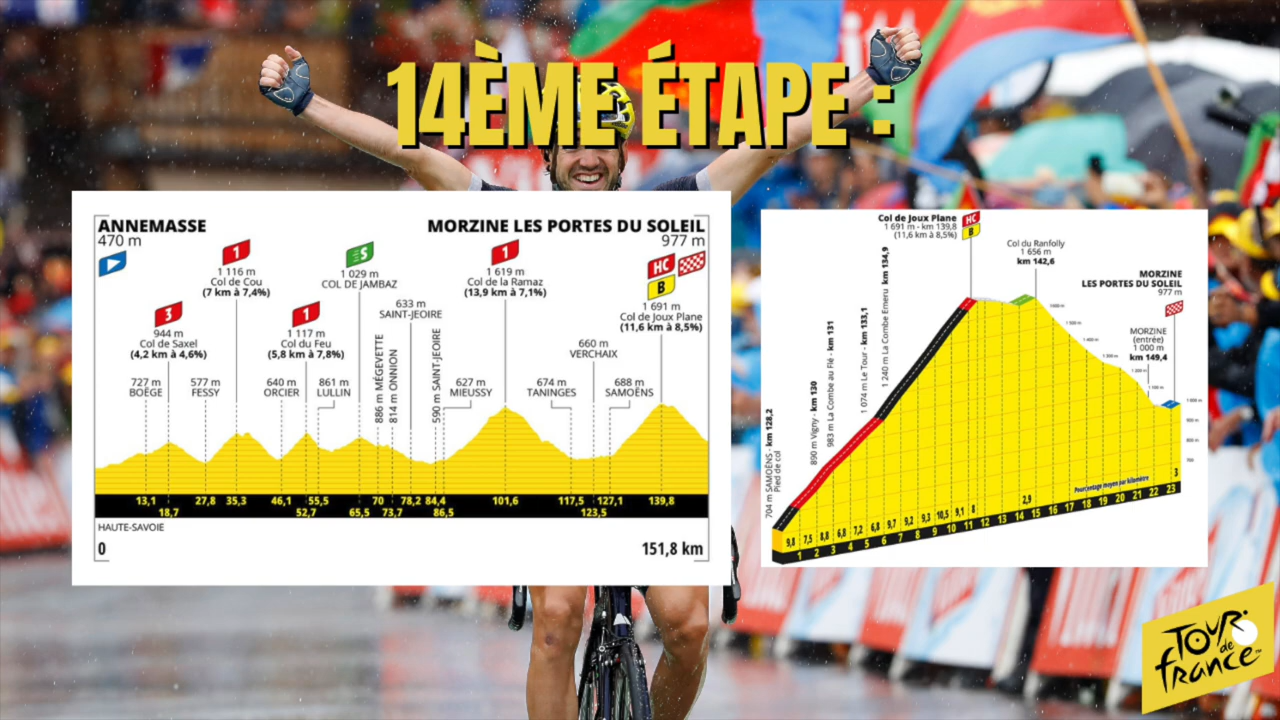 14ÈME ÉTAPE :
ANNEMASSE
470 m
MORZINE LES PORTES DU SOLEIL
977 m
1
1 116 m
Col de Cou
(7 km à 7,4%)
S
1 029 m
COL DE JAMBAZ
1
1 619 m
Col de la Ramaz
(13,9 km à 7,1%)
HC
B
1 691 m
Col de Joux Plane
(11,6 km à 8,5%)
3
944 m
Col de Saxel
(4,2 km à 4,6%)
1
1 117 m
Col du Feu
(5,8 km à 7,8%)
633 m
SAINT-JEOIRE
660 m
VERCHAIX
727 m
BOËGE
577 m
FESSY
640 m
ORCIER
861 m
LULLIN
886 m MÉGEVETTE
814 m ONNION
590 m SAINT-JEOIRE
627 m
MIEUSSY
674 m
TANINGES
688 m
SAMOËNS
13,1 27,8 35,3 46,1 55,5 70 78,2 84,4 101,6 117,5 127,1 139,8
18,7 52,7 65,5 73,7 86,5 123,5
HAUTE-SAVOIE
0
151,8 km
Col de Joux Plane
1 691 m - km 139,8
(11,6 km à 8,5%)
HC
B
Col du Ranfolly
1 656 m
km 142,6
MORZINE
LES PORTES DU SOLEIL
977 m
MORZINE
(entrée)
1 000 m
km 149,4
704 m SAMOËNS - km 128,2
Pied de col
890 m Vigny - km 130
983 m La Combe au Flé - km 131
1 074 m Le Tour - km 133,1
1 240 m La Combe Emeru km 134,9
9,8 7,5 8,8 6,8 7,2 6,8 9,7 9,2 9,3 10,5 9,1 8 2,9 3
Pourcentage moyen par kilomètre
1 2 3 4 5 6 7 8 9 10 11 12 13 14 15 16 17 18 19 20 21 22 23
TOUR
de
france